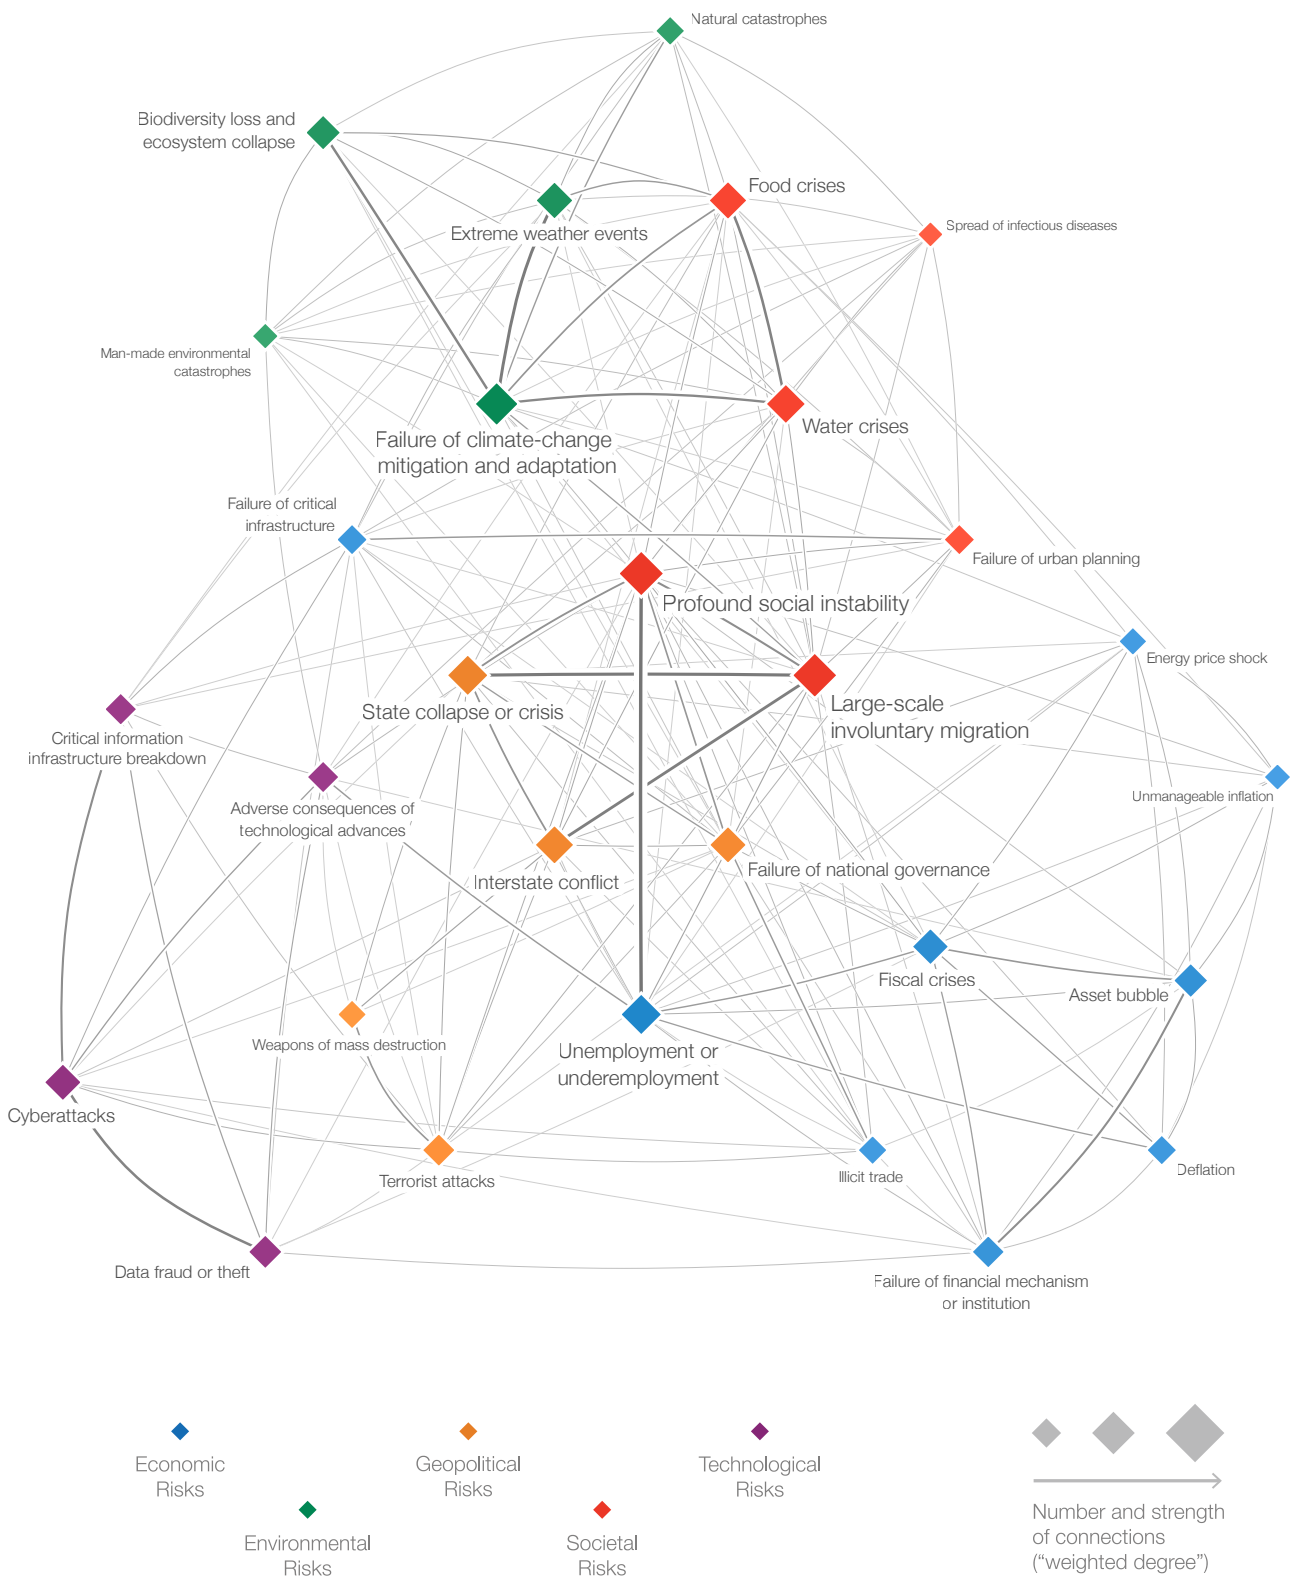 Natural catastrophes
Biodiversity loss and
ecosystem collapse
Food crises
Extreme weather events
Spread of infectious diseases
Man-made environmental
catastrophes
Water crises
Failure of climate-change
mitigation and adaptation
Failure of critical
infrastructure
Failure of urban planning
Profound social instability
Energy price shock
State collapse or crisis
Large-scale
involuntary migration
Critical information
infrastructure breakdown
Unmanageable inflation
Adverse consequences of
technological advances
Interstate conflict
Failure of national governance
Fiscal crises
Asset bubble
Weapons of mass destruction
Unemployment or
underemployment
Cyberattacks
Terrorist attacks
Illicit trade
Deflation
Data fraud or theft
Failure of financial mechanism
or institution
Economic
Risks
Geopolitical
Risks
Technological
Risks
Environmental
Risks
Societal
Risks
Number and strength
of connections
(“weighted degree”)